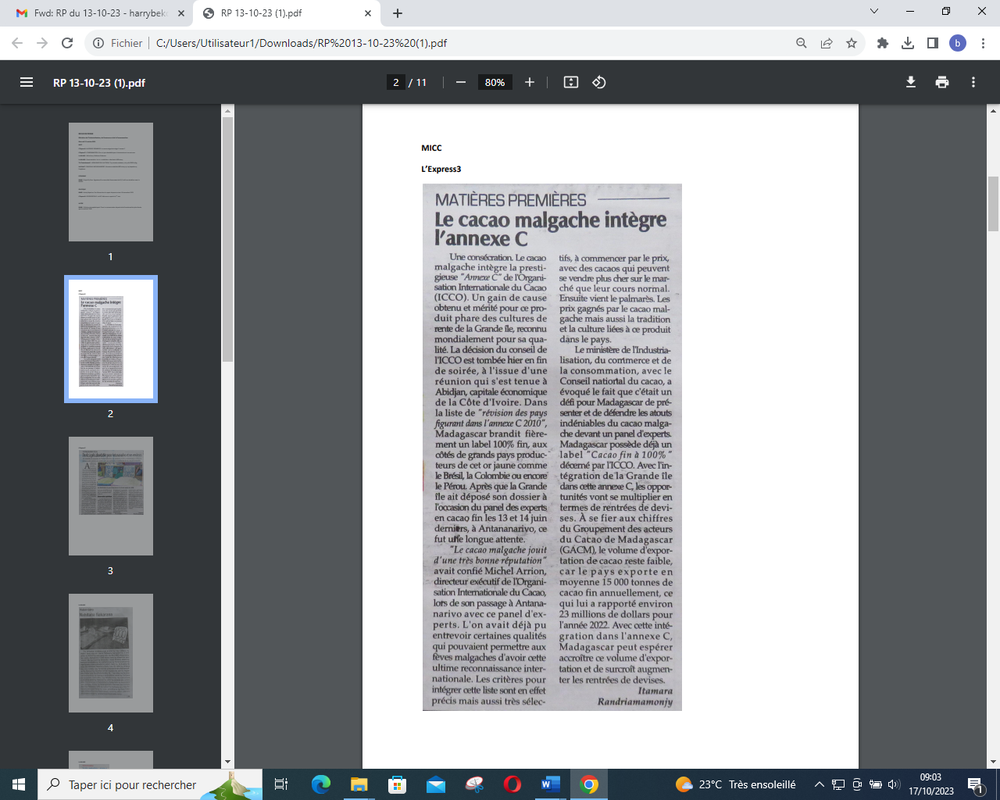 Fwd: RP du 13-10-23 - harrybek
RP 13-10-23 (1).pdf
Fichier
C:/Users/Utilisateur1/Downloads/RP%2013-10-23%20(1).pdf
b
RP 13-10-23 (1).pdf
2 / 11
80%
1
2
3
4
MICC
L'Express3
MATIÈRES PREMIÈRES
Le cacao malgache intègre
l'annexe C
Une consécration. Le cacao
malgache intègre la presti-
gieuse "Annexe C" de l'Organi-
sation Internationale du Cacao
(ICCO). Un gain de cause
obtenu et mérité pour ce pro-
duit phare des cultures de
rente de la Grande île, reconnu
mondialement pour sa qua-
lité. La décision du conseil de
l'ICCO est tombée hier en fin
de soirée, à l'issue d'une
réunion qui s'est tenue à
Abidjan, capitale économique
de la Côte d'Ivoire. Dans
la liste de "révision des pays
figurant dans l'annexe C 2010",
Madagascar brandit fière-
ment un label 100% fin, aux
côtés de grands pays produc-
teurs de cet or jaune comme
le Brésil, la Colombie ou encore
le Pérou. Après que la Grande
île ait déposé son dossier à
l'occasion du panel des experts
en cacao fin les 13 et 14 juin
derniers, à Antananarivo, ce
fut une longue attente.
"Le cacao malgache jouit
d'une très bonne réputation"
avait confié Michel Arrion,
directeur exécutif de l'Organi-
sation Internationale du Cacao,
lors de son passage à Antana-
narivo avec ce panel d'ex-
perts. L'on avait déjà pu
entrevoir certaines qualités
qui pouvaient permettre aux
fèves malgaches d'avoir cette
ultime reconnaissance inter-
nationale. Les critères pour
intégrer cette liste sont en effet
précis mais aussi très sélec-
tifs, à commencer par le prix,
avec des cacaos qui peuvent
se vendre plus cher sur le mar-
ché que leur cours normal.
Ensuite vient le palmarès. Les
prix gagnés par le cacao mal-
gache mais aussi la tradition
et la culture liées à ce produit
dans le pays.
Le ministère de l'Industria-
lisation, du commerce et de
la consommation, avec le
Conseil national du cacao, a
évoqué le fait que c'était un
défi pour Madagascar de pré-
senter et de défendre les atouts
indéniables du cacao malga-
che devant un panel d'experts.
Madagascar possède déjà un
label "Cacao fin à 100%"
décerné par l'ICCO. Avec l'in-
tégration de la Grande île
dans cette annexe C, les oppor-
tunités vont se multiplier en
termes de rentrées de devi-
ses. À se fier aux chiffres
du Groupement des acteurs
du Cacao de Madagascar
(GACM), le volume d'expor-
tation de cacao reste faible,
car le pays exporte en
moyenne 15 000 tonnes de
cacao fin annuellement, ce
qui lui a rapporté environ
23 millions de dollars pour
l'année 2022. Avec cette inté-
gration dans l'annexe C,
Madagascar peut espérer
accroître ce volume d'expor-
tation et de surcroît augmen-
ter les rentrées de devises.
Itamara
Randriamamonjy
Taper ici pour rechercher
23°C Très ensoleillé
09:03
17/10/2023
1